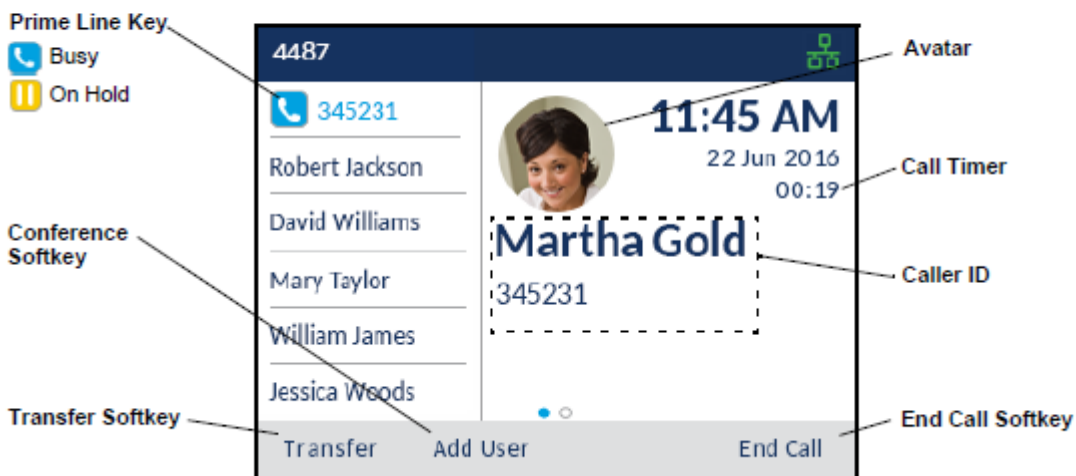 Prime Line Key
Busy
On Hold
Conference
Softkey
Transfer Softkey
4487
345231
Robert Jackson
David Williams
Mary Taylor
William James
Jessica Woods
11:45 AM
22 Jun 2016
00:19
Martha Gold
345231
Transfer
Add User
End Call
Avatar
Call Timer
Caller ID
End Call Softkey